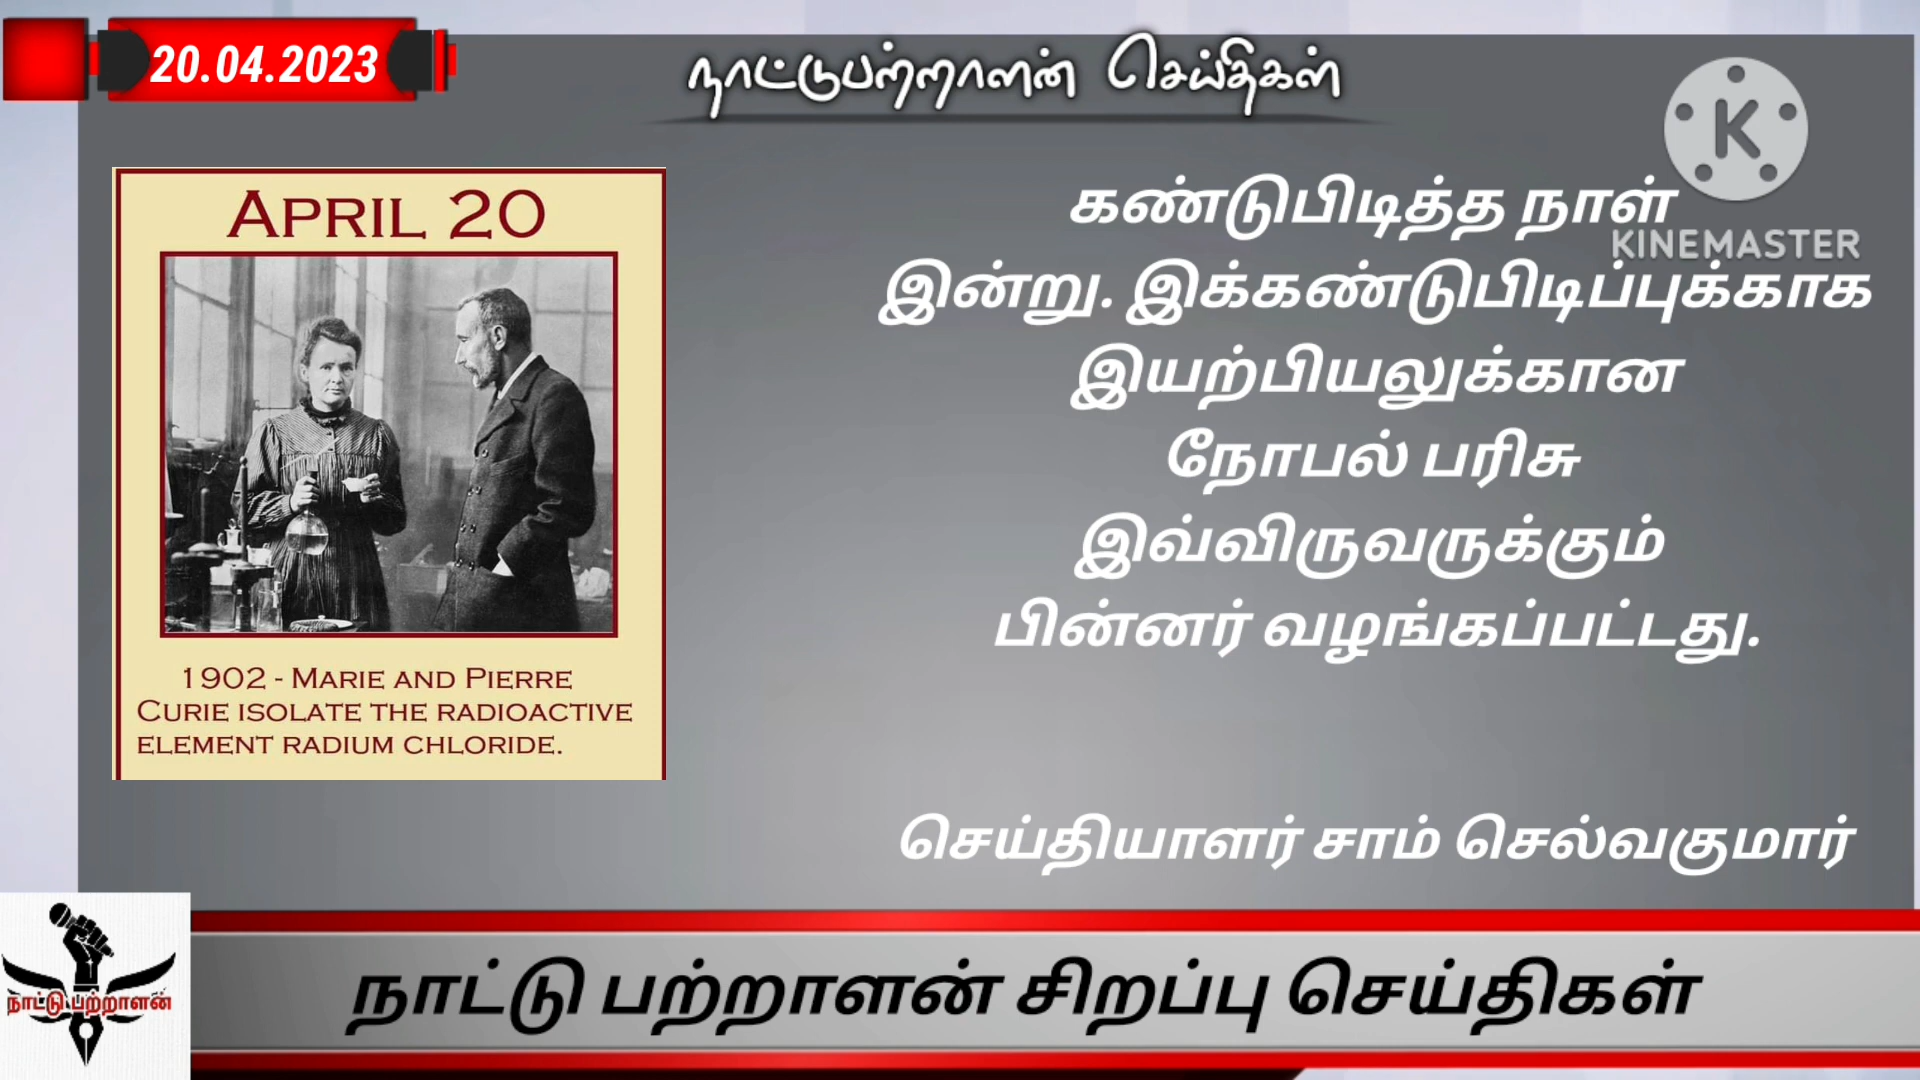 20.04.2023
நாட்டுபற்றாளன் செய்திகள்
K
KINEMASTER
APRIL 20
1902 - MARIE AND PIERRE
CURIE ISOLATE THE RADIOACTIVE
ELEMENT RADIUM CHLORIDE.
கண்டுபிடித்த நாள்
இன்று. இக்கண்டுபிடிப்புக்காக
இயற்பியலுக்கான
நோபல் பரிசு
இவ்விருவருக்கும்
பின்னர் வழங்கப்பட்டது.
செய்தியாளர் சாம் செல்வகுமார்
நாட்டு பற்றாளன்
நாட்டு பற்றாளன் சிறப்பு செய்திகள்